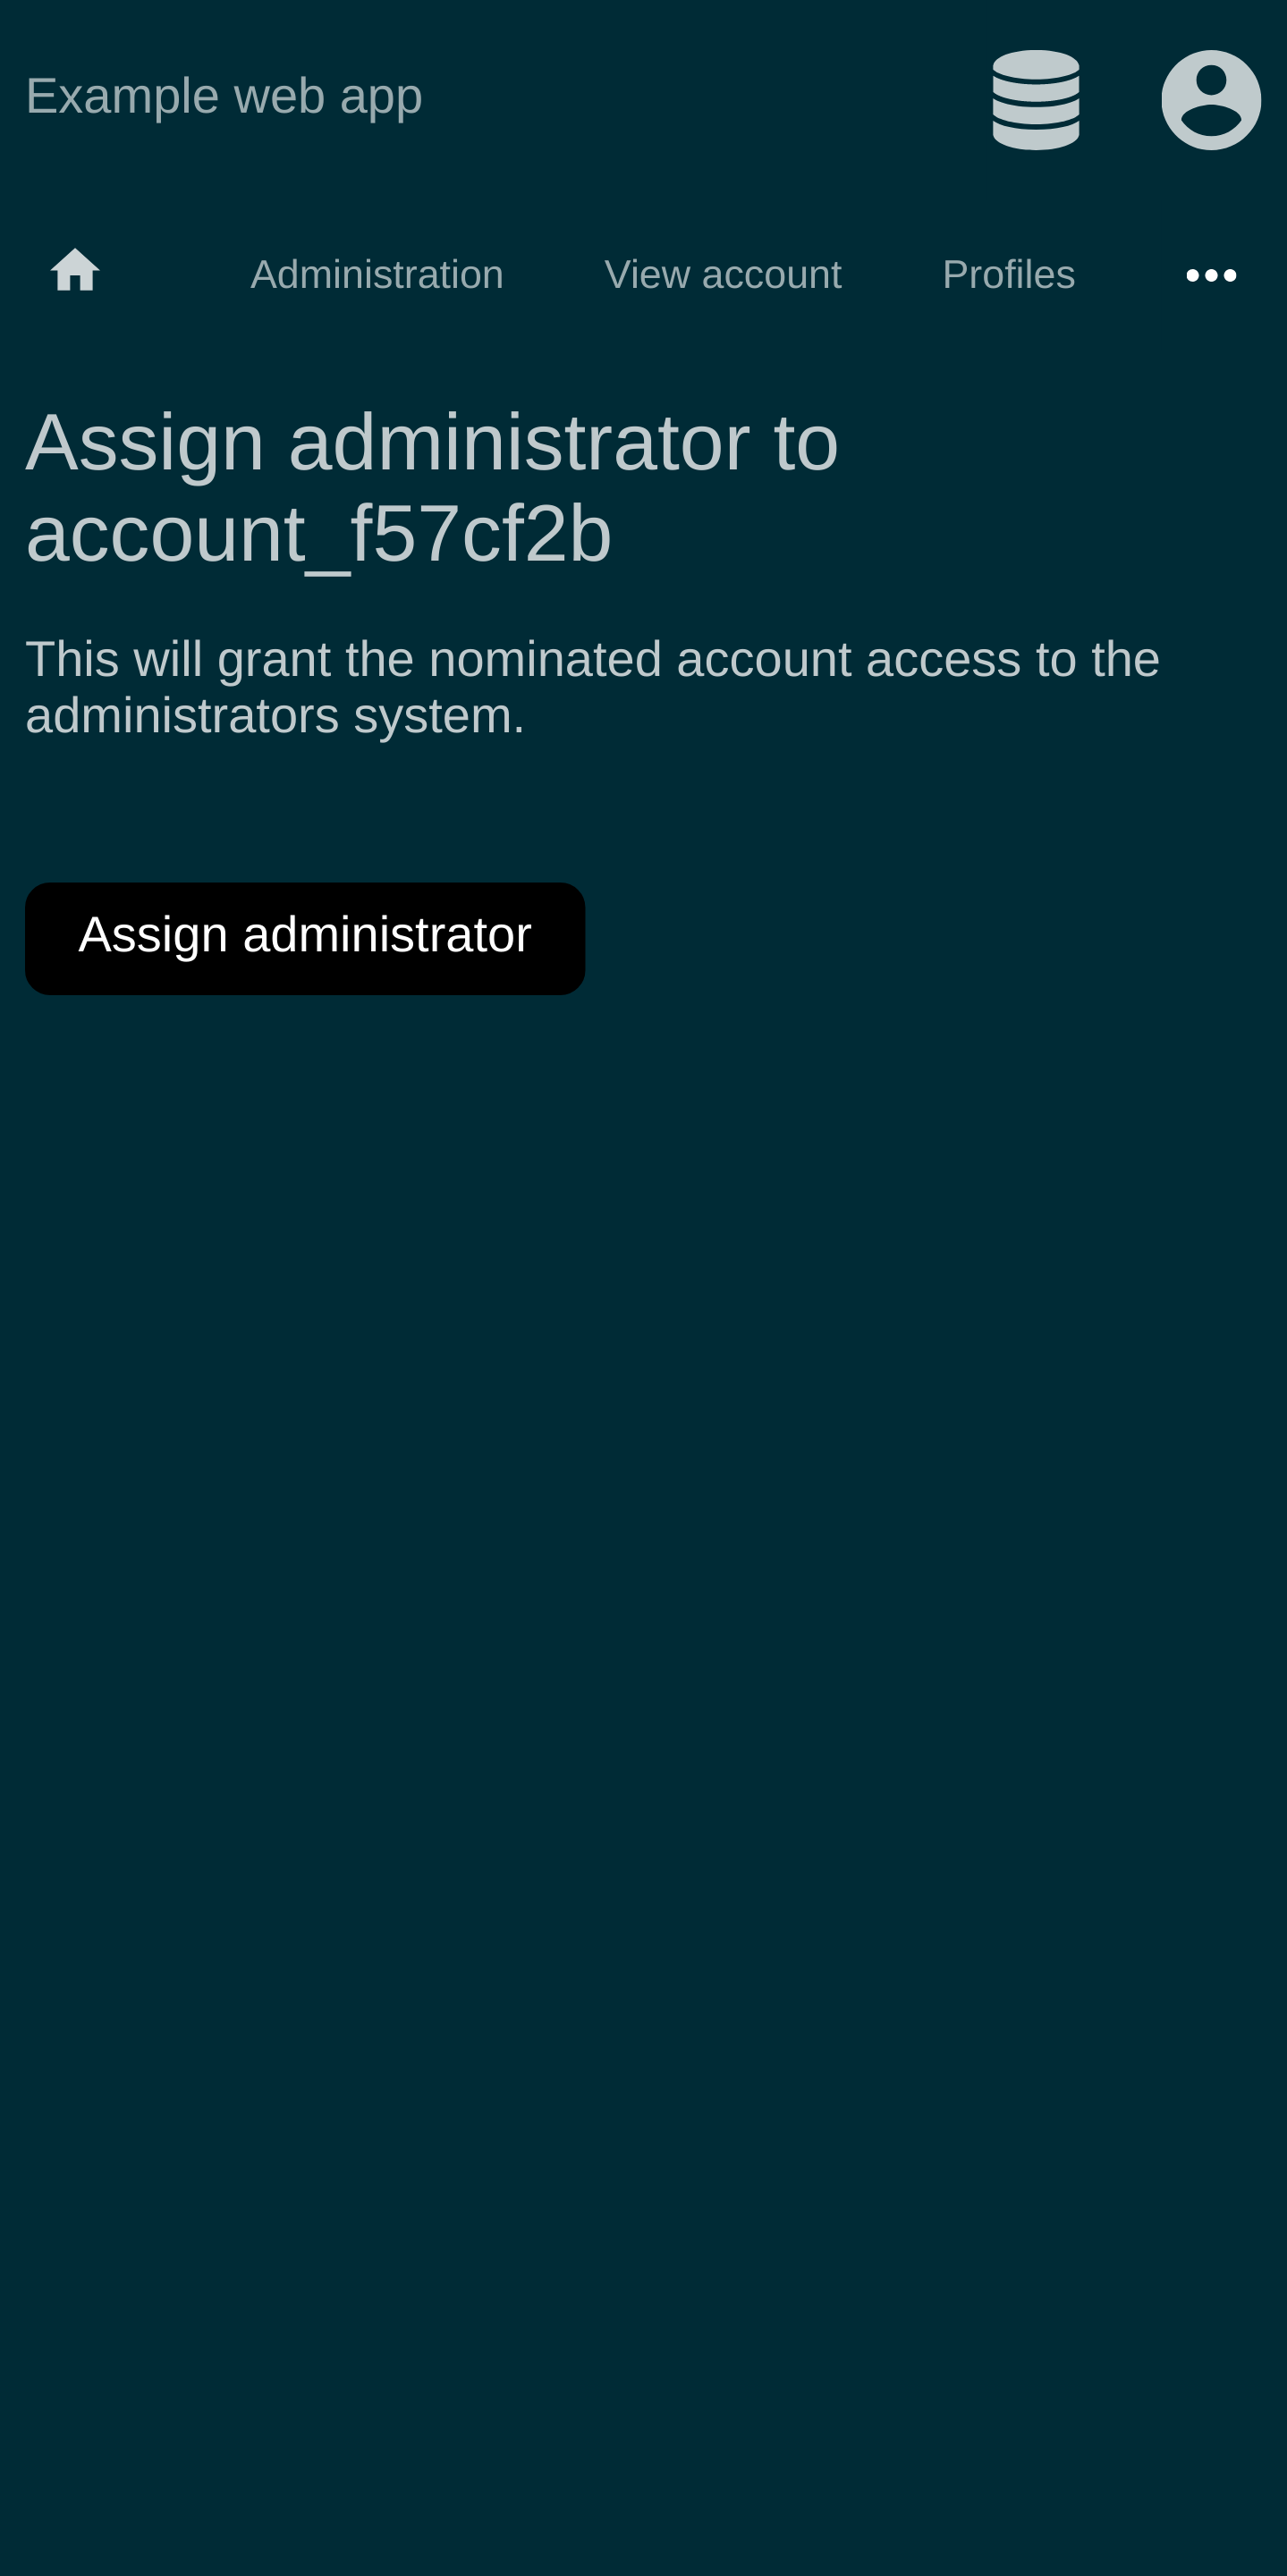 Example web app
Administration View account Profiles
Assign administrator to
account_f57cf2b
This will grant the nominated account access to the
administrators system.
Assign administrator